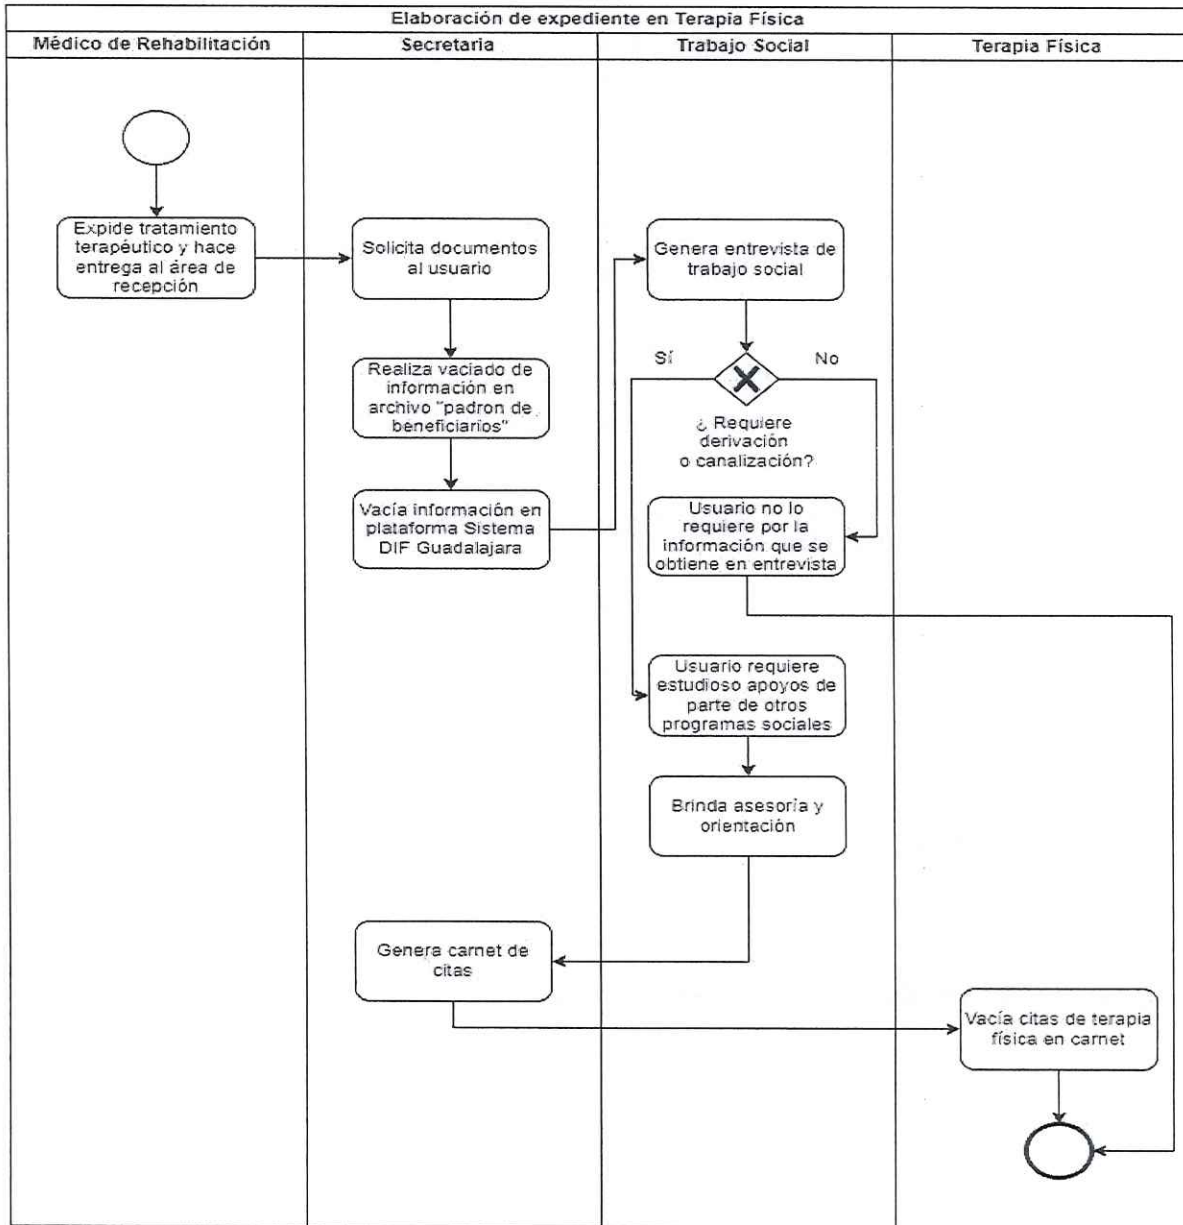 Elaboración de expediente en Terapia Física
Médico de Rehabilitación
Secretaria
Trabajo Social
Terapia Física
Expide tratamiento
terapéutico y hace
entrega al área de
recepción
Solicita documentos
al usuario
Realiza vaciado de
información en
archivo "padron de
beneficiarios"
Vacía información en
plataforma Sistema
DIF Guadalajara
Genera entrevista de
trabajo social
Sí
No
¿ Requiere
derivación
o canalización?
Usuario no lo
requiere por la
información que se
obtiene en entrevista
Usuario requiere
estudioso apoyos de
parte de otros
programas sociales
Brinda asesoría y
orientación
Genera carnet de
citas
Vacía citas de terapia
física en carnet